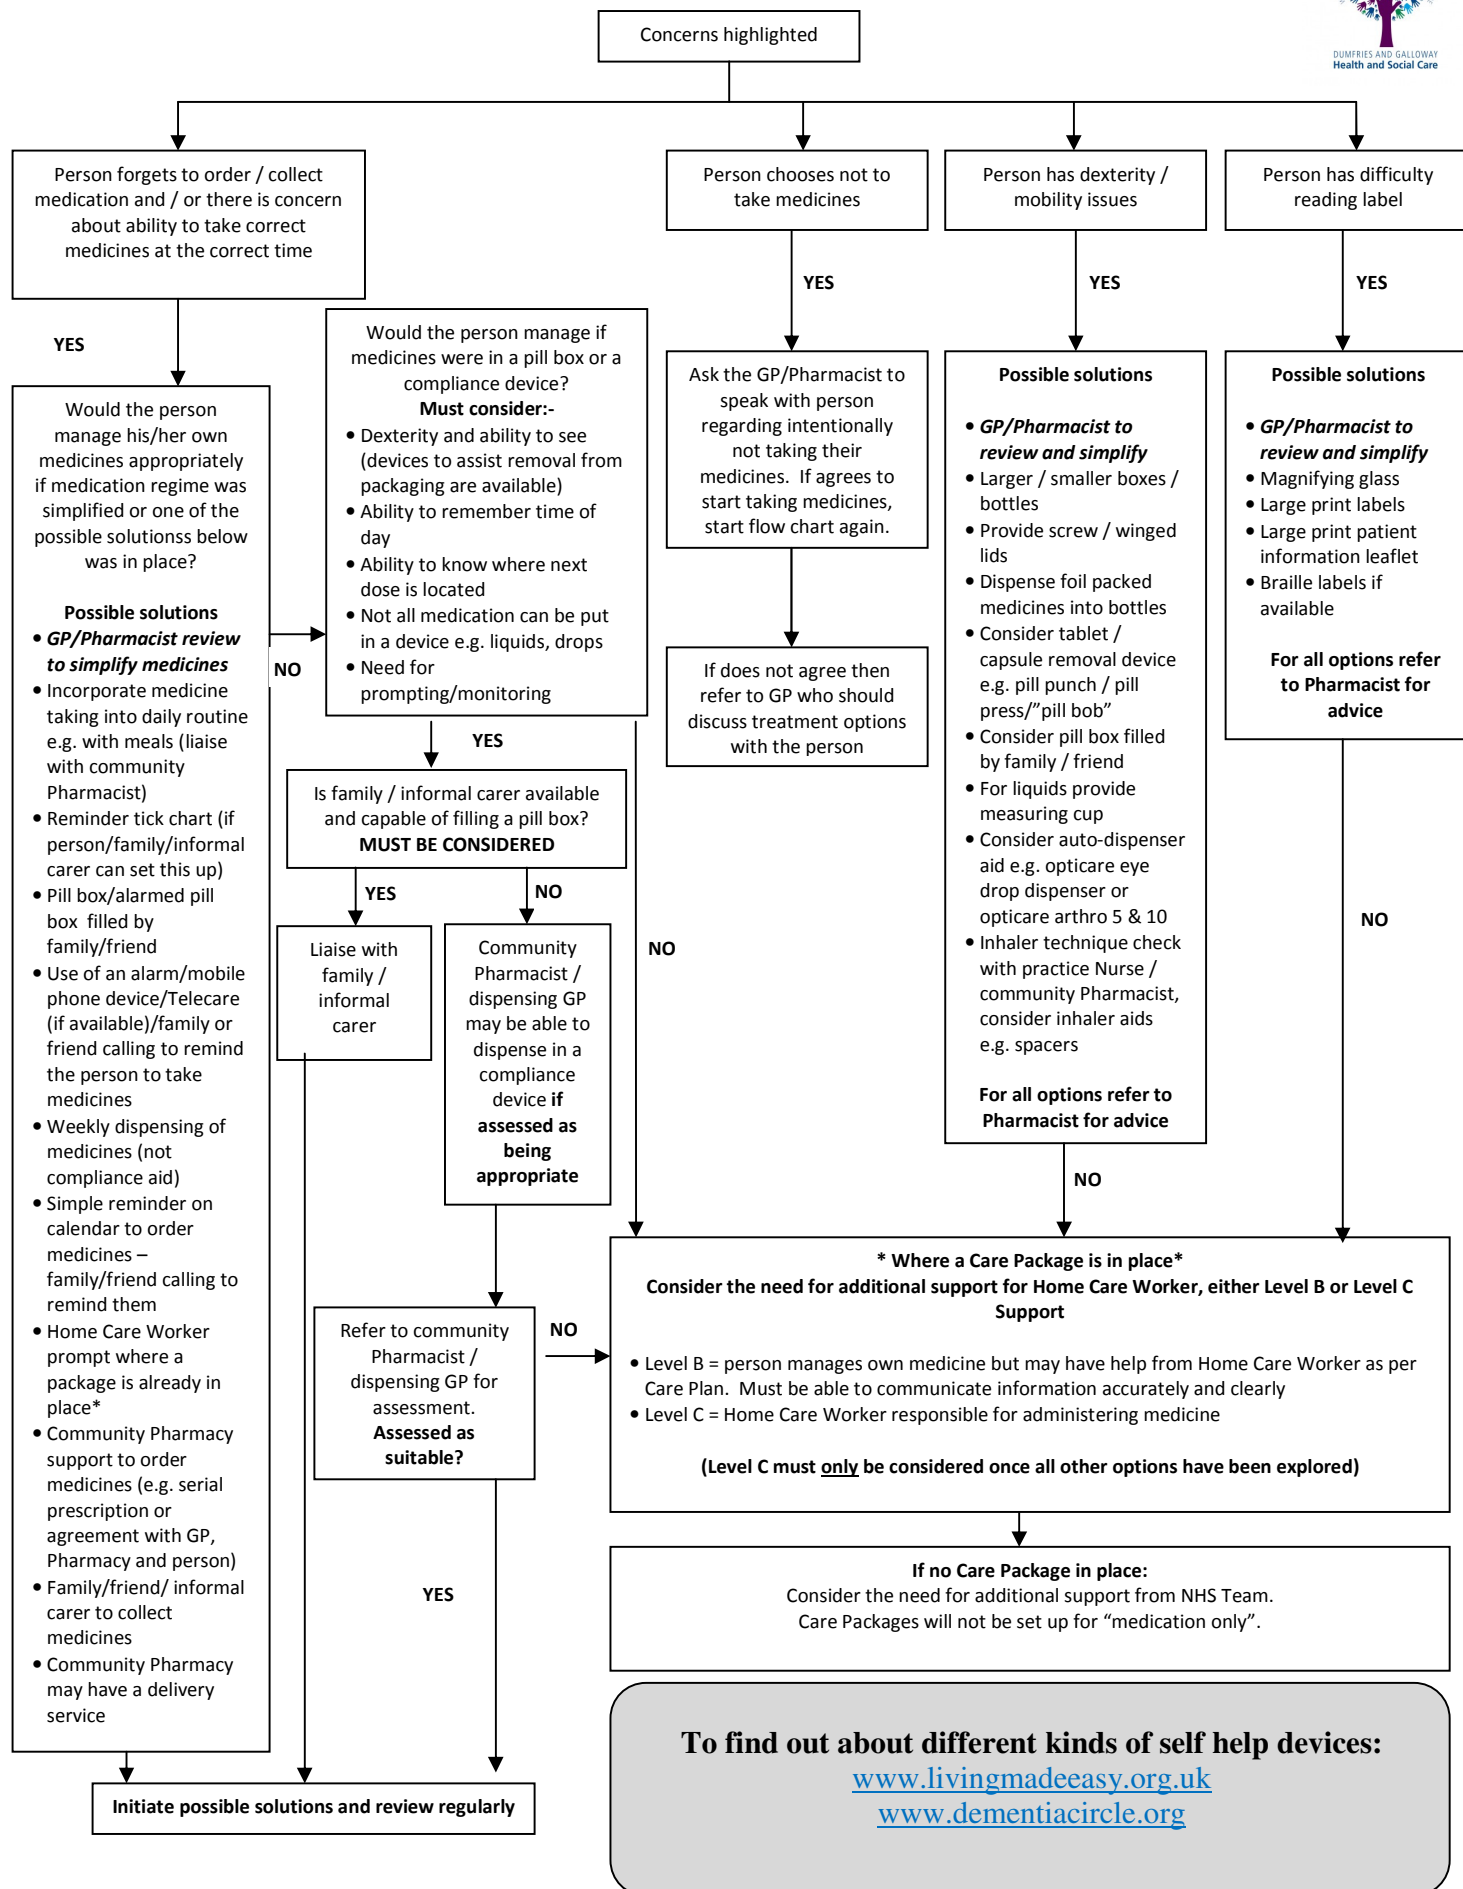 DUMFRIES AND GALLOWAY
Health and Social Care
Concerns highlighted
Person forgets to order / collect
medication and / or there is concern
about ability to take correct
medicines at the correct time
YES
Would the person
manage his/her own
medicines appropriately
if medication regime was
simplified or one of the
possible solutionss below
was in place?
Possible solutions
• GP/Pharmacist review
to simplify medicines
• Incorporate medicine
taking into daily routine
e.g. with meals (liaise
with community
Pharmacist)
• Reminder tick chart (if
person/family/informal
carer can set this up)
• Pill box/alarmed pill
box filled by
family/friend
• Use of an alarm/mobile
phone device/Telecare
(if available)/family or
friend calling to remind
the person to take
medicines
• Weekly dispensing of
medicines (not
compliance aid)
• Simple reminder on
calendar to order
medicines –
family/friend calling to
remind them
• Home Care Worker
prompt where a
package is already in
place*
• Community Pharmacy
support to order
medicines (e.g. serial
prescription or
agreement with GP,
Pharmacy and person)
• Family/friend/ informal
carer to collect
medicines
• Community Pharmacy
may have a delivery
service
NO
Would the person manage if
medicines were in a pill box or a
compliance device?
Must consider:-
• Dexterity and ability to see
(devices to assist removal from
packaging are available)
• Ability to remember time of
day
• Ability to know where next
dose is located
• Not all medication can be put
in a device e.g. liquids, drops
• Need for
prompting/monitoring
YES
NO
Is family / informal carer available
and capable of filling a pill box?
MUST BE CONSIDERED
YES
NO
Liaise with
family /
informal
carer
Community
Pharmacist /
dispensing GP
may be able to
dispense in a
compliance
device if
assessed as
being
appropriate
Refer to community
Pharmacist /
dispensing GP for
assessment.
Assessed as
suitable?
NO
YES
Initiate possible solutions and review regularly
Person chooses not to
take medicines
YES
Ask the GP/Pharmacist to
speak with person
regarding intentionally
not taking their
medicines. If agrees to
start taking medicines,
start flow chart again.
If does not agree then
refer to GP who should
discuss treatment options
with the person
Person has dexterity /
mobility issues
YES
Possible solutions
• GP/Pharmacist to
review and simplify
• Larger / smaller boxes /
bottles
• Provide screw / winged
lids
• Dispense foil packed
medicines into bottles
• Consider tablet /
capsule removal device
e.g. pill punch / pill
press/”pill bob”
• Consider pill box filled
by family / friend
• For liquids provide
measuring cup
• Consider auto-dispenser
aid e.g. opticare eye
drop dispenser or
opticare arthro 5 & 10
• Inhaler technique check
with practice Nurse /
community Pharmacist,
consider inhaler aids
e.g. spacers
For all options refer to
Pharmacist for advice
NO
Person has difficulty
reading label
YES
Possible solutions
• GP/Pharmacist to
review and simplify
• Magnifying glass
• Large print labels
• Large print patient
information leaflet
• Braille labels if
available
For all options refer
to Pharmacist for
advice
NO
* Where a Care Package is in place*
Consider the need for additional support for Home Care Worker, either Level B or Level C
Support
• Level B = person manages own medicine but may have help from Home Care Worker as per
Care Plan. Must be able to communicate information accurately and clearly
• Level C = Home Care Worker responsible for administering medicine
(Level C must only be considered once all other options have been explored)
If no Care Package in place:
Consider the need for additional support from NHS Team.
Care Packages will not be set up for “medication only”.
To find out about different kinds of self help devices:
www.livingmadeeasy.org.uk
www.dementiacircle.org